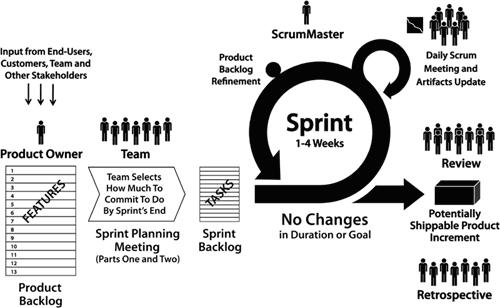 Input from End-Users,
Customers, Team and
Other Stakeholders
Product Owner
1
2
3
4
5
6
7
8
9
10
11
12
13
FEATURES
Product
Backlog
Team
Team Selects
How Much To
Commit To Do
By Sprint's End
Sprint Planning
Meeting
(Parts One and Two)
TASKS
Sprint
Backlog
ScrumMaster
Product
Backlog
Refinement
Sprint
1-4 Weeks
No Changes
in Duration or Goal
Daily Scrum
Meeting and
Artifacts Update
Review
Potentially
Shippable Product
Increment
Retrospective